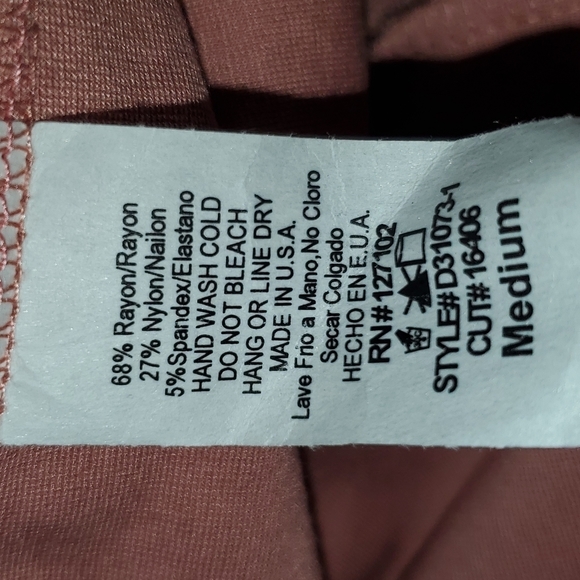 68% Rayon/Rayon
27% Nylon/Nailon
5%Spandex/Elastano
HAND WASH COLD
DO NOT BLEACH
HANG OR LINE DRY
MADE IN U.S.A.
Lave Frio a Mano,No Cloro
Secar Colgado
HECHO EN E.U.A.
RN#127102
STYLE#D31073-1
CUT#16406
Medium